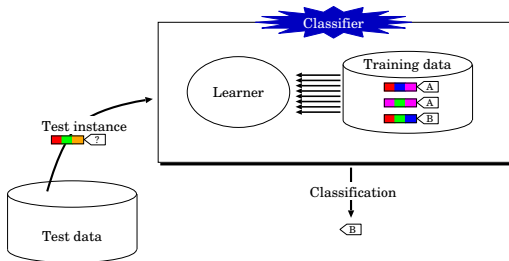 Classifier
Training data
A
A
B
Learner
Test instance
?
Classification
B
Test data